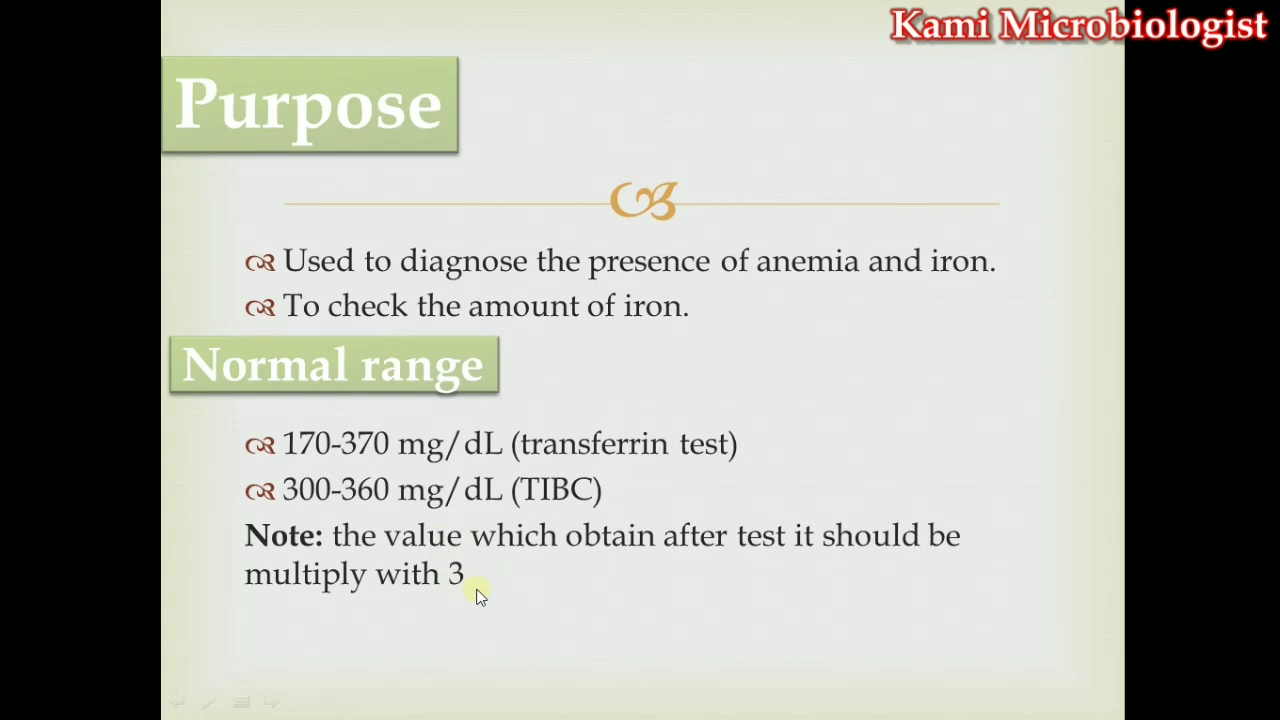 Kami Microbiologist
Purpose
Used to diagnose the presence of anemia and iron.
To check the amount of iron.
Normal range
170-370 mg/dL (transferrin test)
300-360 mg/dL (TIBC)
Note: the value which obtain after test it should be
multiply with 3